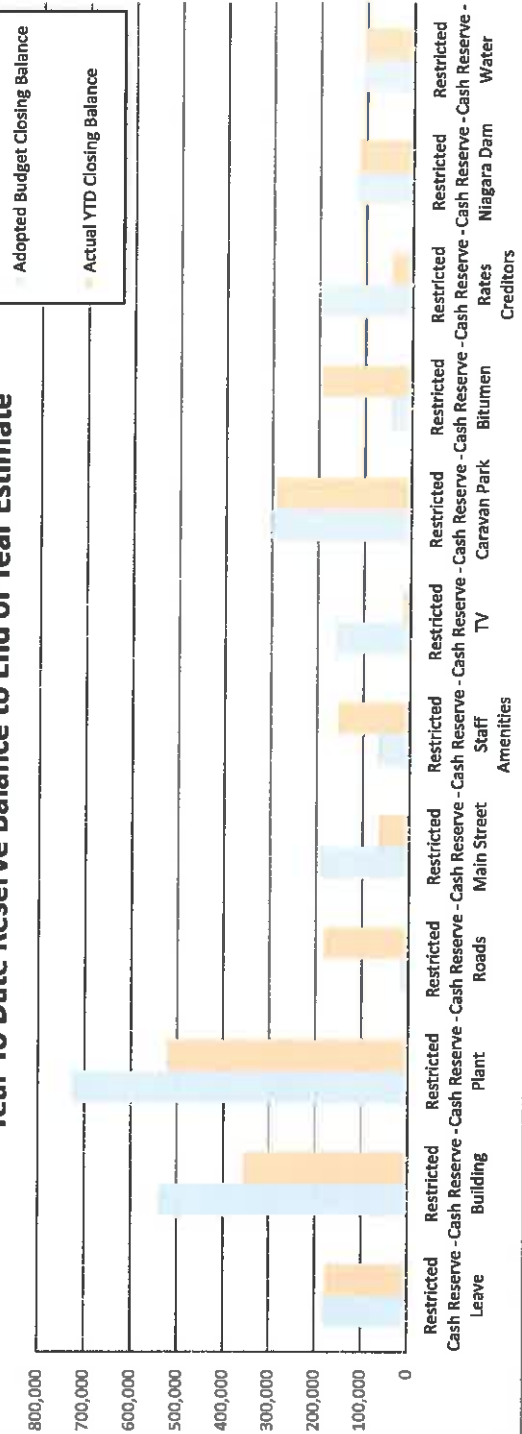 Year To Date Reserve Balance to End of Year Estimate
Adopted Budget Closing Balance
Actual YTD Closing Balance
800,000
700,000
600,000
500,000
400,000
300,000
200,000
100,000
0
Restricted Restricted Restricted Restricted Restricted Restricted Restricted Restricted Restricted Restricted Restricted Restricted
Cash Reserve - Cash Reserve - Cash Reserve - Cash Reserve - Cash Reserve - Cash Reserve - Cash Reserve - Cash Reserve - Cash Reserve - Cash Reserve - Cash Reserve - Cash Reserve -
Leave Building Plant Roads Main Street Staff TV Caravan Park Bitumen Rates Niagara Dam Water
Amenities Creditors